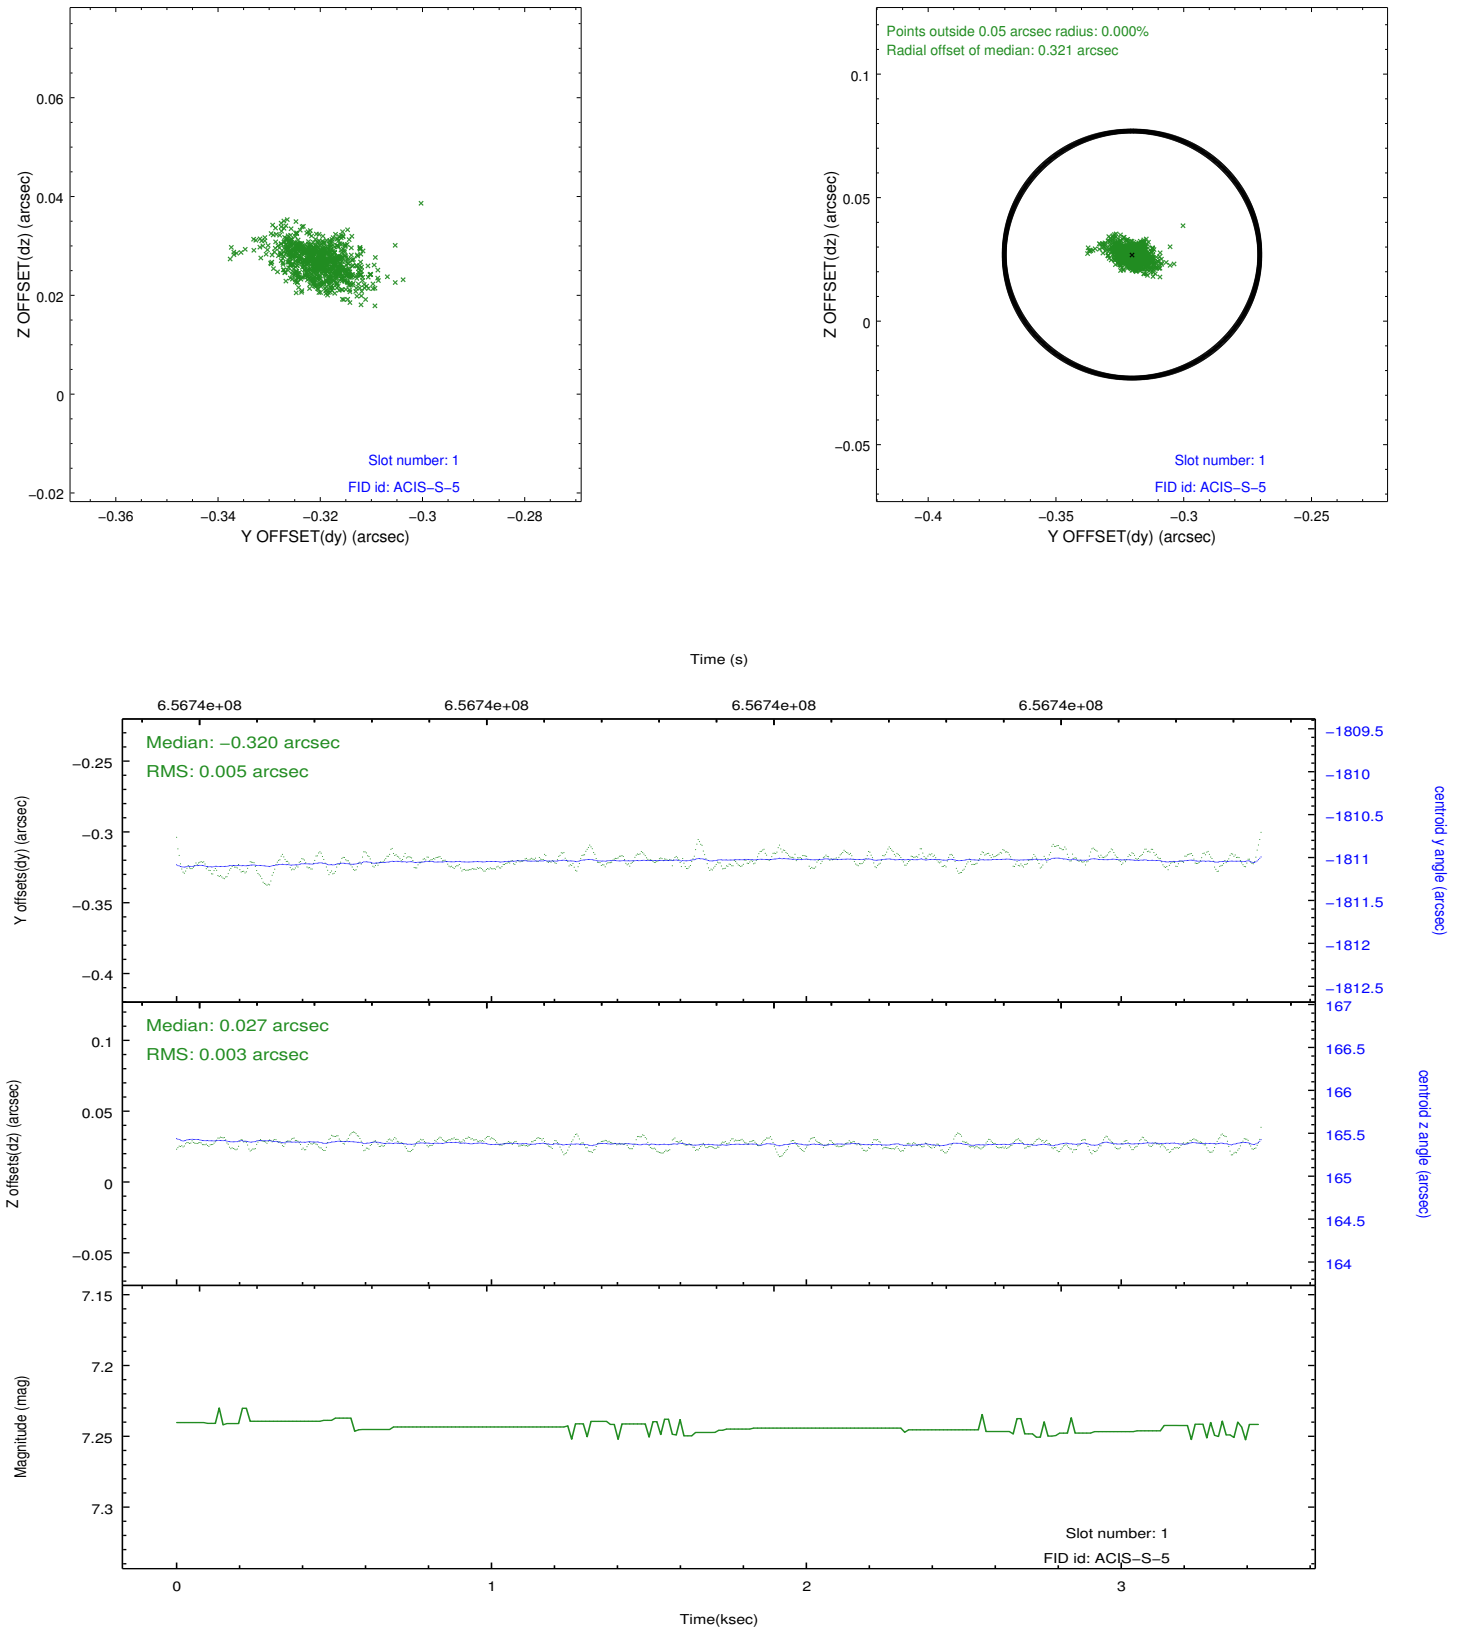 0.06
0.04
0.02
0
−0.02
Z OFFSET(dz) (arcsec)
Slot number: 1
FID id: ACIS−S−5
−0.36
−0.34
−0.32
−0.3
−0.28
Y OFFSET(dy) (arcsec)
Points outside 0.05 arcsec radius: 0.000%
Radial offset of median: 0.321 arcsec
0.1
0.05
0
−0.05
Z OFFSET(dz) (arcsec)
Slot number: 1
FID id: ACIS−S−5
−0.4
−0.35
−0.3
−0.25
Y OFFSET(dy) (arcsec)
Time (s)
6.5674e+08
6.5674e+08
6.5674e+08
6.5674e+08
Median: −0.320 arcsec
RMS: 0.005 arcsec
−0.25
−0.3
−0.35
−0.4
Y offsets(dy) (arcsec)
−1809.5
−1810
−1810.5
−1811
−1811.5
−1812
−1812.5
centroid y angle (arcsec)
Median: 0.027 arcsec
RMS: 0.003 arcsec
0.1
0.05
0
−0.05
Z offsets(dz) (arcsec)
167
166.5
166
165.5
165
164.5
164
centroid z angle (arcsec)
7.15
7.2
7.25
7.3
Magnitude (mag)
Slot number: 1
FID id: ACIS−S−5
0
1
2
3
Time(ksec)